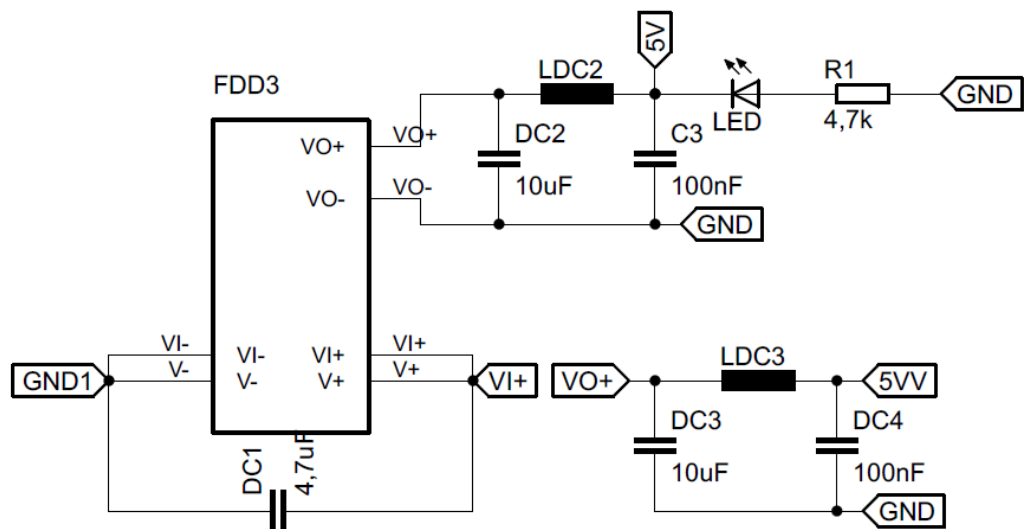 5V
FDD3
LDC2
R1
GND
LED
4,7k
VO+
VO+
DC2
C3
VO-
VO-
10uF
100nF
GND
VI-
VI-
VI+
VI+
LDC3
GND1
V-
V-
V+
V+
VI+
VO+
5VV
DC3
DC4
DC1
4,7uF
10uF
100nF
GND